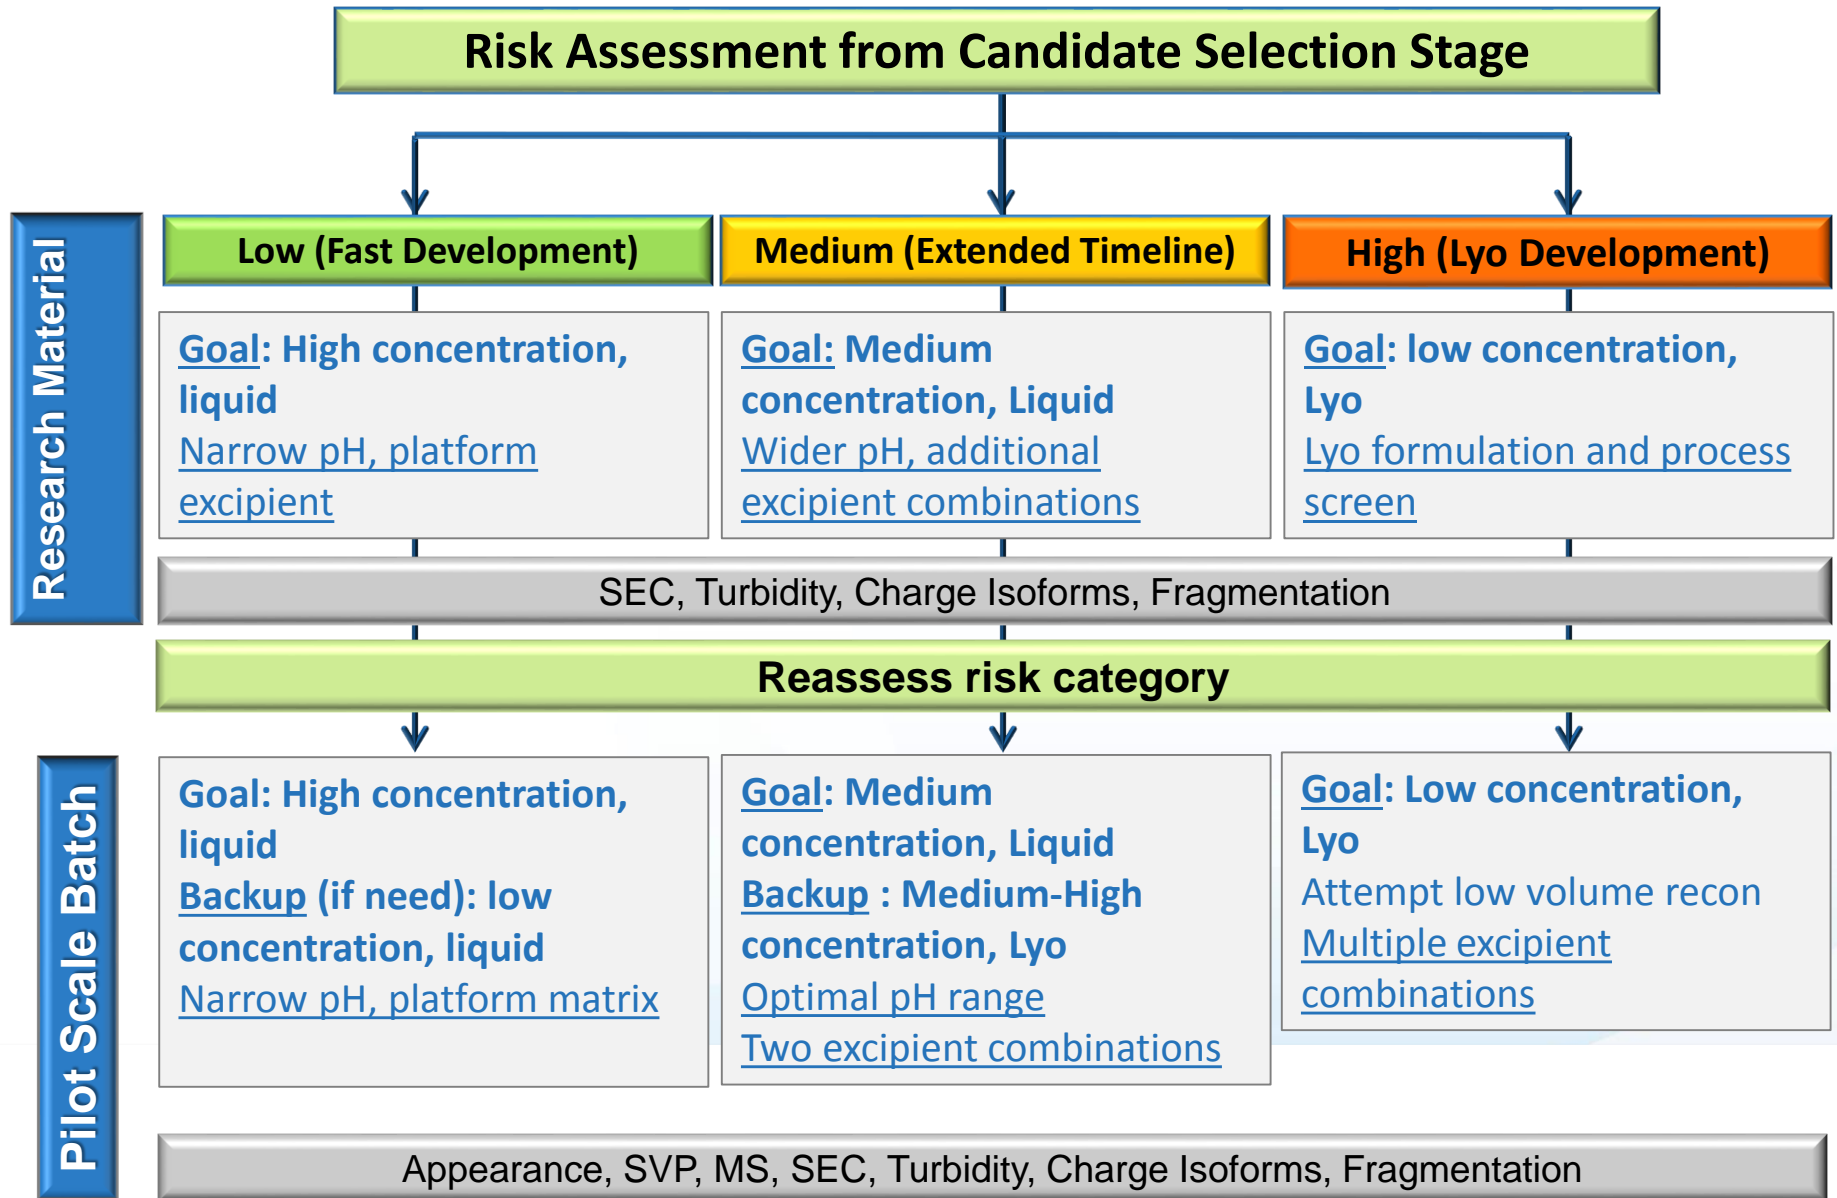 Risk Assessment from Candidate Selection Stage
Research Material
Low (Fast Development)
Medium (Extended Timeline)
High (Lyo Development)
Goal: High concentration,
liquid
Narrow pH, platform
excipient
Goal: Medium
concentration, Liquid
Wider pH, additional
excipient combinations
Goal: low concentration,
Lyo
Lyo formulation and process
screen
SEC, Turbidity, Charge Isoforms, Fragmentation
Reassess risk category
Pilot Scale Batch
Goal: High concentration,
liquid
Backup (if need): low
concentration, liquid
Narrow pH, platform matrix
Goal: Medium
concentration, Liquid
Backup : Medium-High
concentration, Lyo
Optimal pH range
Two excipient combinations
Goal: Low concentration,
Lyo
Attempt low volume recon
Multiple excipient
combinations
Appearance, SVP, MS, SEC, Turbidity, Charge Isoforms, Fragmentation